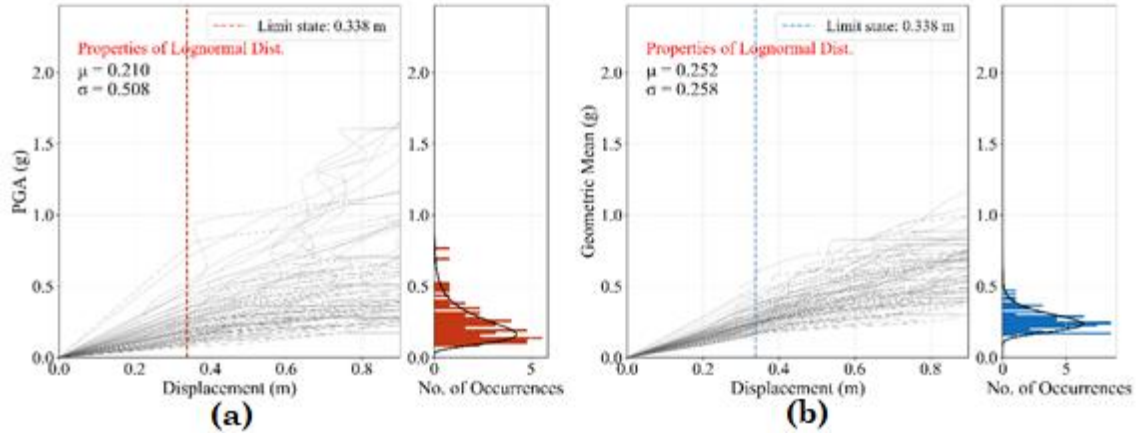 Limit state: 0.338 m
Properties of Lognormal Dist.
μ = 0.210
σ = 0.508
PGA (g)
2.0
1.5
1.0
0.5
0.0
0.0 0.2 0.4 0.6 0.8
Displacement (m)
2.0
1.5
1.0
0.5
0.0
0 5
No. of Occurrences
(a)
Limit state: 0.338 m
Properties of Lognormal Dist.
μ = 0.252
σ = 0.258
Geometric Mean (g)
2.0
1.5
1.0
0.5
0.0
0.0 0.2 0.4 0.6 0.8
Displacement (m)
2.0
1.5
1.0
0.5
0.0
0 5
No. of Occurrences
(b)